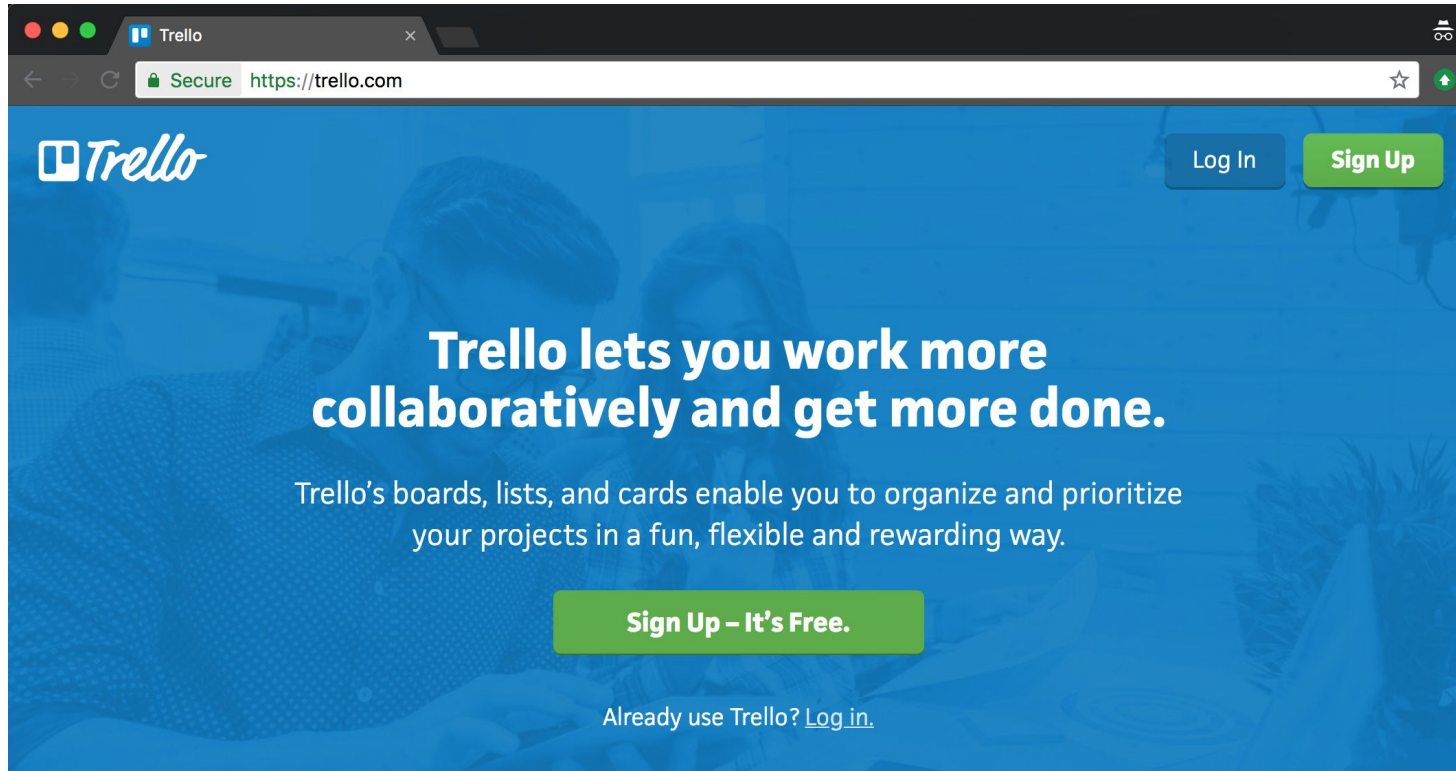 Trello
Secure https://trello.com
Trello
Log In
Sign Up
Trello lets you work more
collaboratively and get more done.
Trello’s boards, lists, and cards enable you to organize and prioritize
your projects in a fun, flexible and rewarding way.
Sign Up – It’s Free.
Already use Trello? Log in.